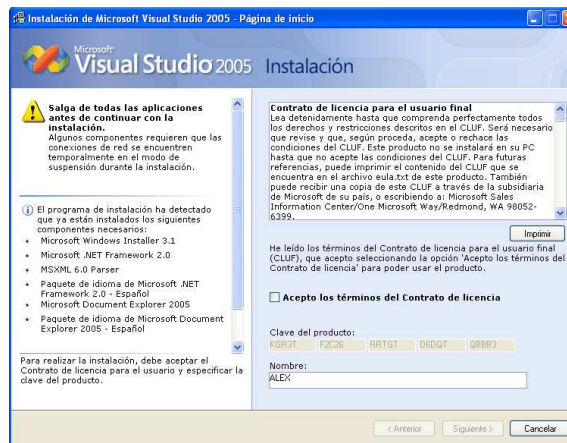 Instalación de Microsoft Visual Studio 2005 - Página de inicio
Microsoft
Visual Studio 2005 Instalación
Salga de todas las aplicaciones
antes de continuar con la
instalación.
Algunos componentes requieren que las
conexiones de red se encuentren
temporalmente en el modo de
suspensión durante la instalación.
El programa de instalación ha detectado
que ya están instalados los siguientes
componentes necesarios:
• Microsoft Windows Installer 3.1
• Microsoft .NET Framework 2.0
• MSXML 6.0 Parser
• Paquete de idioma de Microsoft .NET
Framework 2.0 - Español
• Microsoft Document Explorer 2005
• Paquete de idioma de Microsoft Document
Explorer 2005 - Español
Para realizar la instalación, debe aceptar el
Contrato de licencia para el usuario y especificar la
clave del producto.
Contrato de licencia para el usuario final
Lea detenidamente hasta que comprenda perfectamente todos
los derechos y restricciones descritos en el CLUF. Será necesario
que revise y que, según proceda, acepte o rechace las
condiciones del CLUF. Este producto no se instalará en su PC
hasta que no acepte las condiciones del CLUF. Para futuras
referencias, puede imprimir el contenido del CLUF que se
encuentra en el archivo eula.txt de este producto. También
puede recibir una copia de este CLUF a través de la subsidiaria
de Microsoft de su país, o escribiendo a: Microsoft Sales
Information Center/One Microsoft Way/Redmond, WA 98052-
6399.
Imprimir
He leído los términos del Contrato de licencia para el usuario final
(CLUF), que acepto seleccionando la opción 'Acepto los términos del
Contrato de licencia' para poder usar el producto.
Acepto los términos del Contrato de licencia
Clave del producto:
Nombre:
ALEX
< Anterior Siguiente > Cancelar